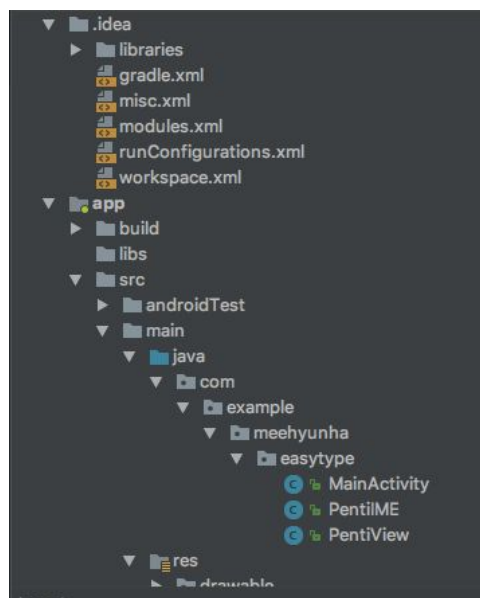 .idea
libraries
gradle.xml
misc.xml
modules.xml
runConfigurations.xml
workspace.xml
app
build
libs
src
androidTest
main
java
com
example
meehyunha
easytype
C MainActivity
C PentiIME
C PentiView
res
drawable